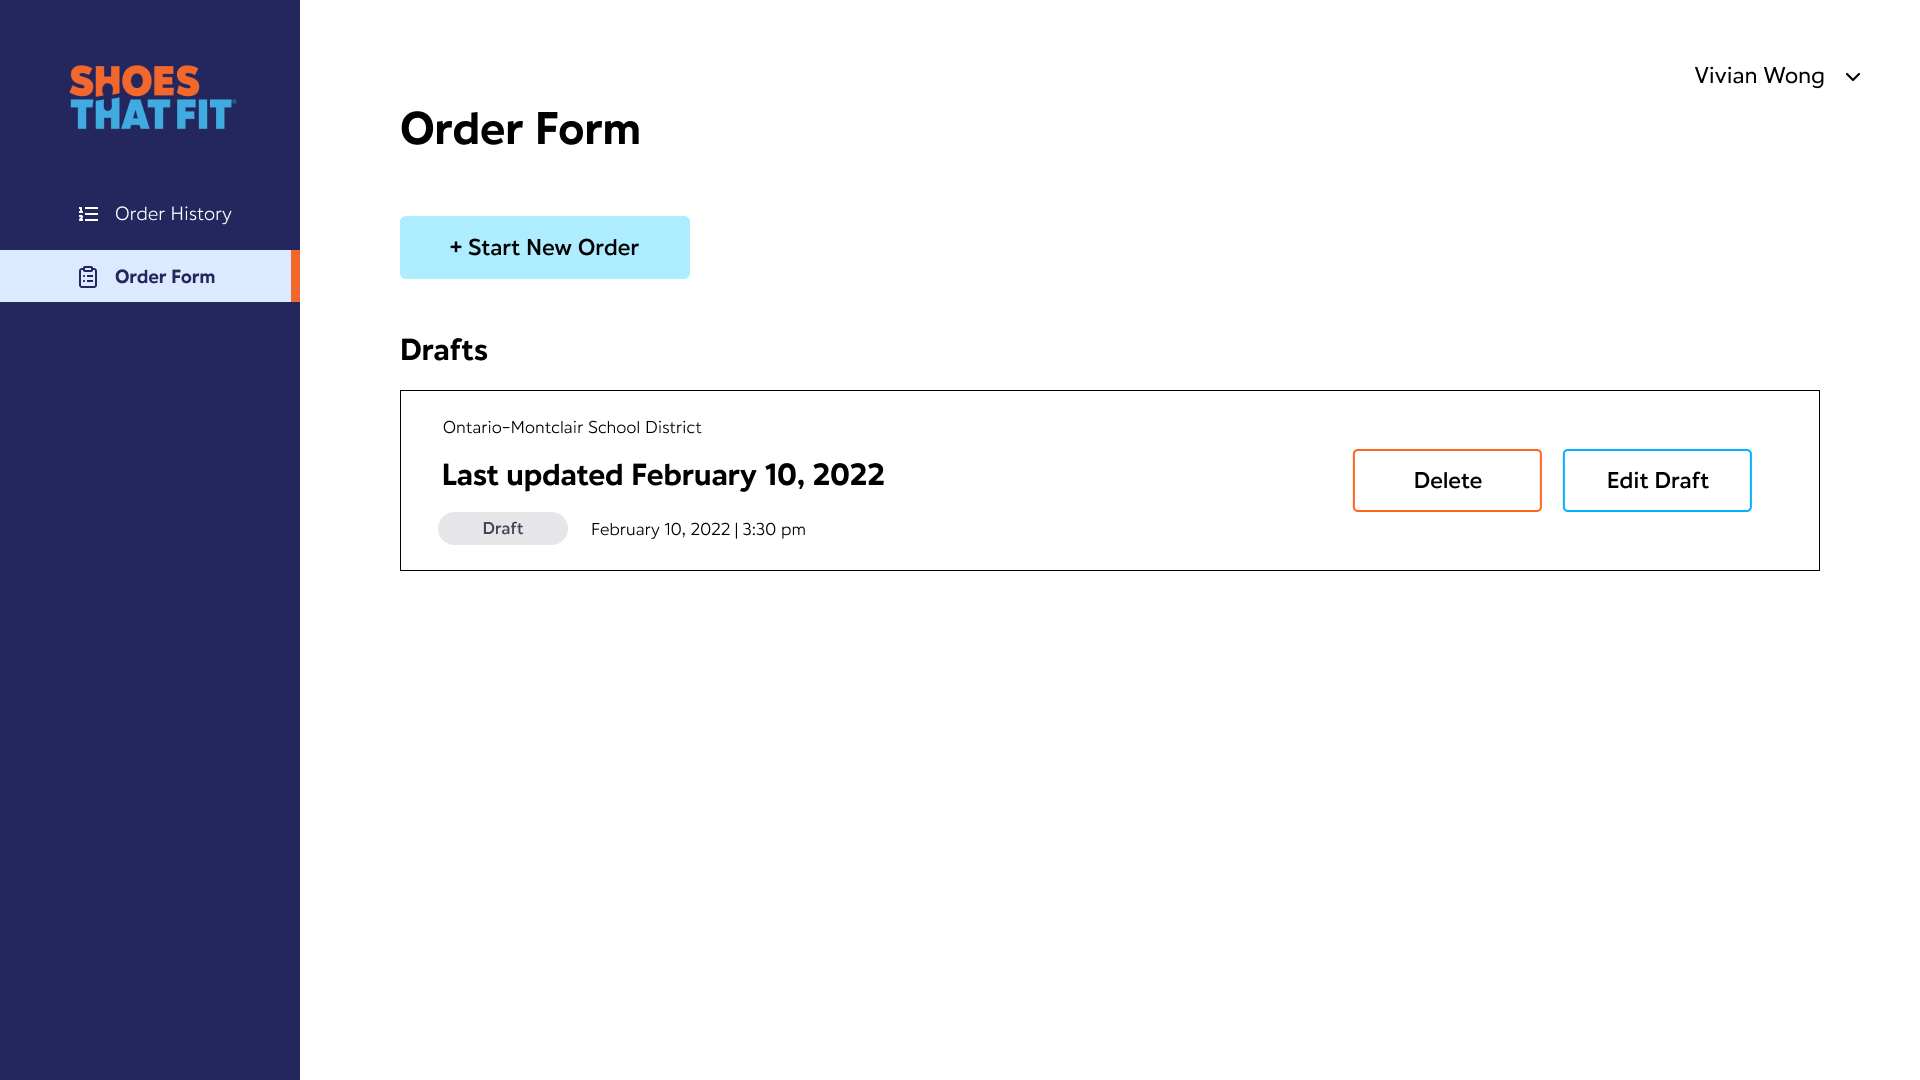 SHOES
THAT FIT
Order History
Order Form
Vivian Wong
Order Form
+ Start New Order
Drafts
Ontario-Montclair School District
Last updated February 10, 2022
Draft
February 10, 2022 | 3:30 pm
Delete
Edit Draft